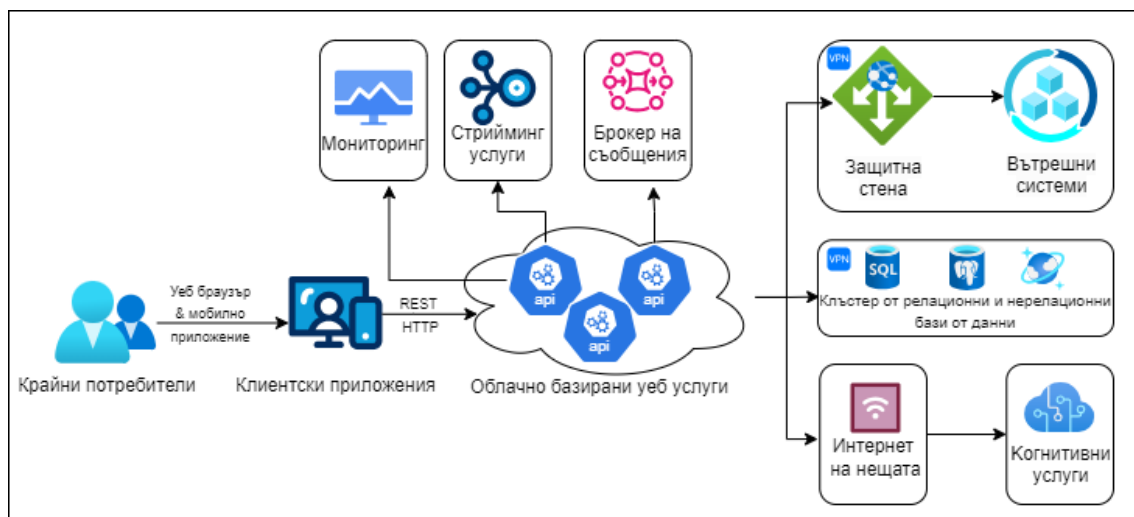 Мониторинг
Стрийминг
услуги
Брокер на
съобщения
VPN
Защитна
стена
Вътрешни
системи
VPN
SQL
Клъстер от релационни и нерелационни
бази от данни
Уеб браузър
& мобилно
приложение
REST
HTTP
api
api
api
Крайни потребители
Клиентски приложения
Облачно базирани уеб услуги
Интернет
на нещата
Когнитивни
услуги